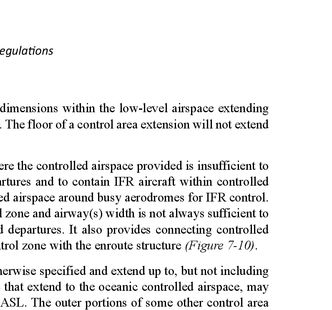 egulations
dimensions within the low-level airspace extending
. The floor of a control area extension will not extend
ere the controlled airspace provided is insufficient to
rtures and to contain IFR aircraft within controlled
ed airspace around busy aerodromes for IFR control.
l zone and airway(s) width is not always sufficient to
d departures. It also provides connecting controlled
trol zone with the enroute structure (Figure 7-10).
herwise specified and extend up to, but not including
s that extend to the oceanic controlled airspace, may
ASL. The outer portions of some other control area